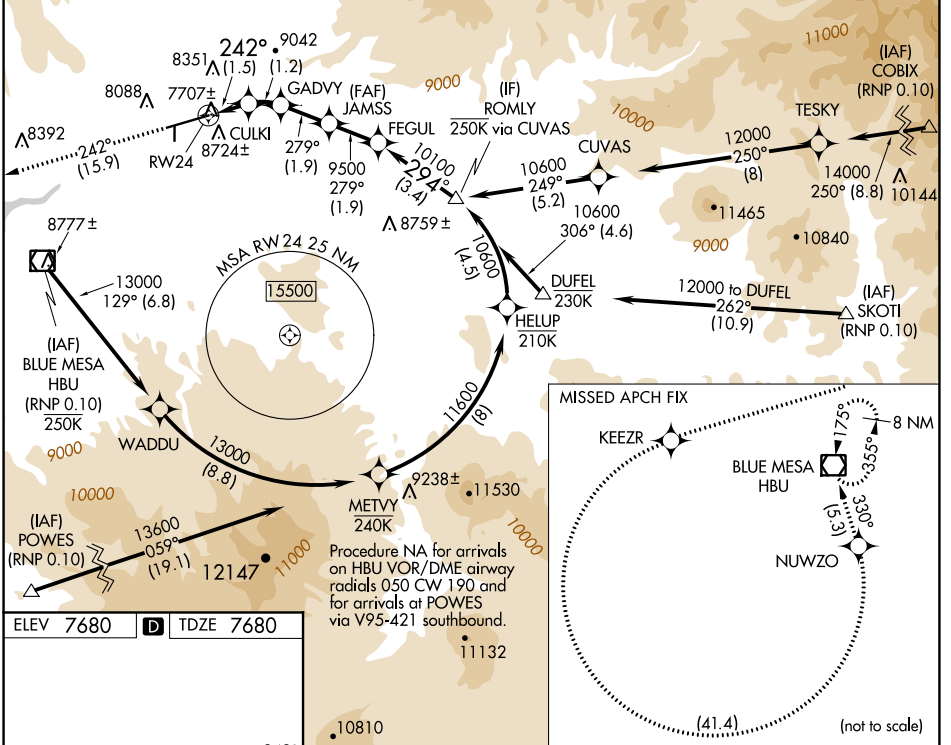 11000
(IAF)
COBIX
(RNP 0.10)
9042
242°
8351
(1.5)
(1.2)
9000
8088
7707±
GADVY
(FAF)
JAMSS
(IF)
ROMLY
250K via CUVAS
10000
TESKY
8392
CULKI
FEGUL
CUVAS
12000
250°
(8)
RW24
8724±
279°
(1.9)
9500
279°
(1.9)
10100
294°
(3.4)
10600
249°
(5.2)
14000
250° (8.8)
10144
242°
(15.9)
8759±
10600
306° (4.6)
11465
10840
9000
8777±
MSA RW24 25 NM
15500
10600
(4.5)
DUFEL
230K
12000 to DUFEL
262°
(10.9)
(IAF)
SKOTI
(RNP 0.10)
13000
129° (6.8)
HELUP
210K
(IAF)
BLUE MESA
HBU
(RNP 0.10)
250K
11600
(8)
WADDU
13000
(8.8)
9000
10000
METVY
240K
9238±
11530
10000
(IAF)
POWES
(RNP 0.10)
13600
059°
(19.1)
12147
11000
Procedure NA for arrivals
on HBU VOR/DME airway
radials 050 CW 190 and
for arrivals at POWES
via V95-421 southbound.
11132
10810
ELEV 7680
D
TDZE 7680
MISSED APCH FIX
KEEZR
175°
355°
8 NM
BLUE MESA
HBU
330°
(5.3)
NUWZO
(41.4)
(not to scale)